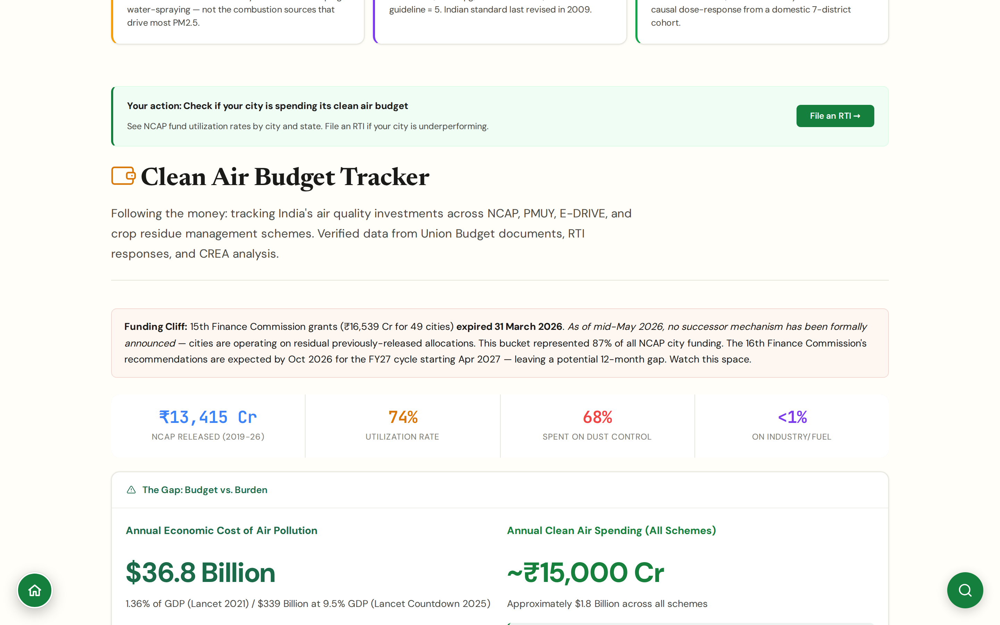 water-spraying — not the combustion sources that
drive most PM2.5.
guideline = 5. Indian standard last revised in 2009.
causal dose-response from a domestic 7-district
cohort.
Your action: Check if your city is spending its clean air budget
See NCAP fund utilization rates by city and state. File an RTI if your city is underperforming.
File an RTI →
Clean Air Budget Tracker
Following the money: tracking India's air quality investments across NCAP, PMUY, E-DRIVE, and
crop residue management schemes. Verified data from Union Budget documents, RTI
responses, and CREA analysis.
Funding Cliff: 15th Finance Commission grants (₹16,539 Cr for 49 cities) expired 31 March 2026. As of mid-May 2026, no successor mechanism has been formally
announced — cities are operating on residual previously-released allocations. This bucket represented 87% of all NCAP city funding. The 16th Finance Commission's
recommendations are expected by Oct 2026 for the FY27 cycle starting Apr 2027 — leaving a potential 12-month gap. Watch this space.
₹13,415 Cr
NCAP RELEASED (2019-26)
74%
UTILIZATION RATE
68%
SPENT ON DUST CONTROL
<1%
ON INDUSTRY/FUEL
The Gap: Budget vs. Burden
Annual Economic Cost of Air Pollution
$36.8 Billion
1.36% of GDP (Lancet 2021) / $339 Billion at 9.5% GDP (Lancet Countdown 2025)
Annual Clean Air Spending (All Schemes)
~₹15,000 Cr
Approximately $1.8 Billion across all schemes